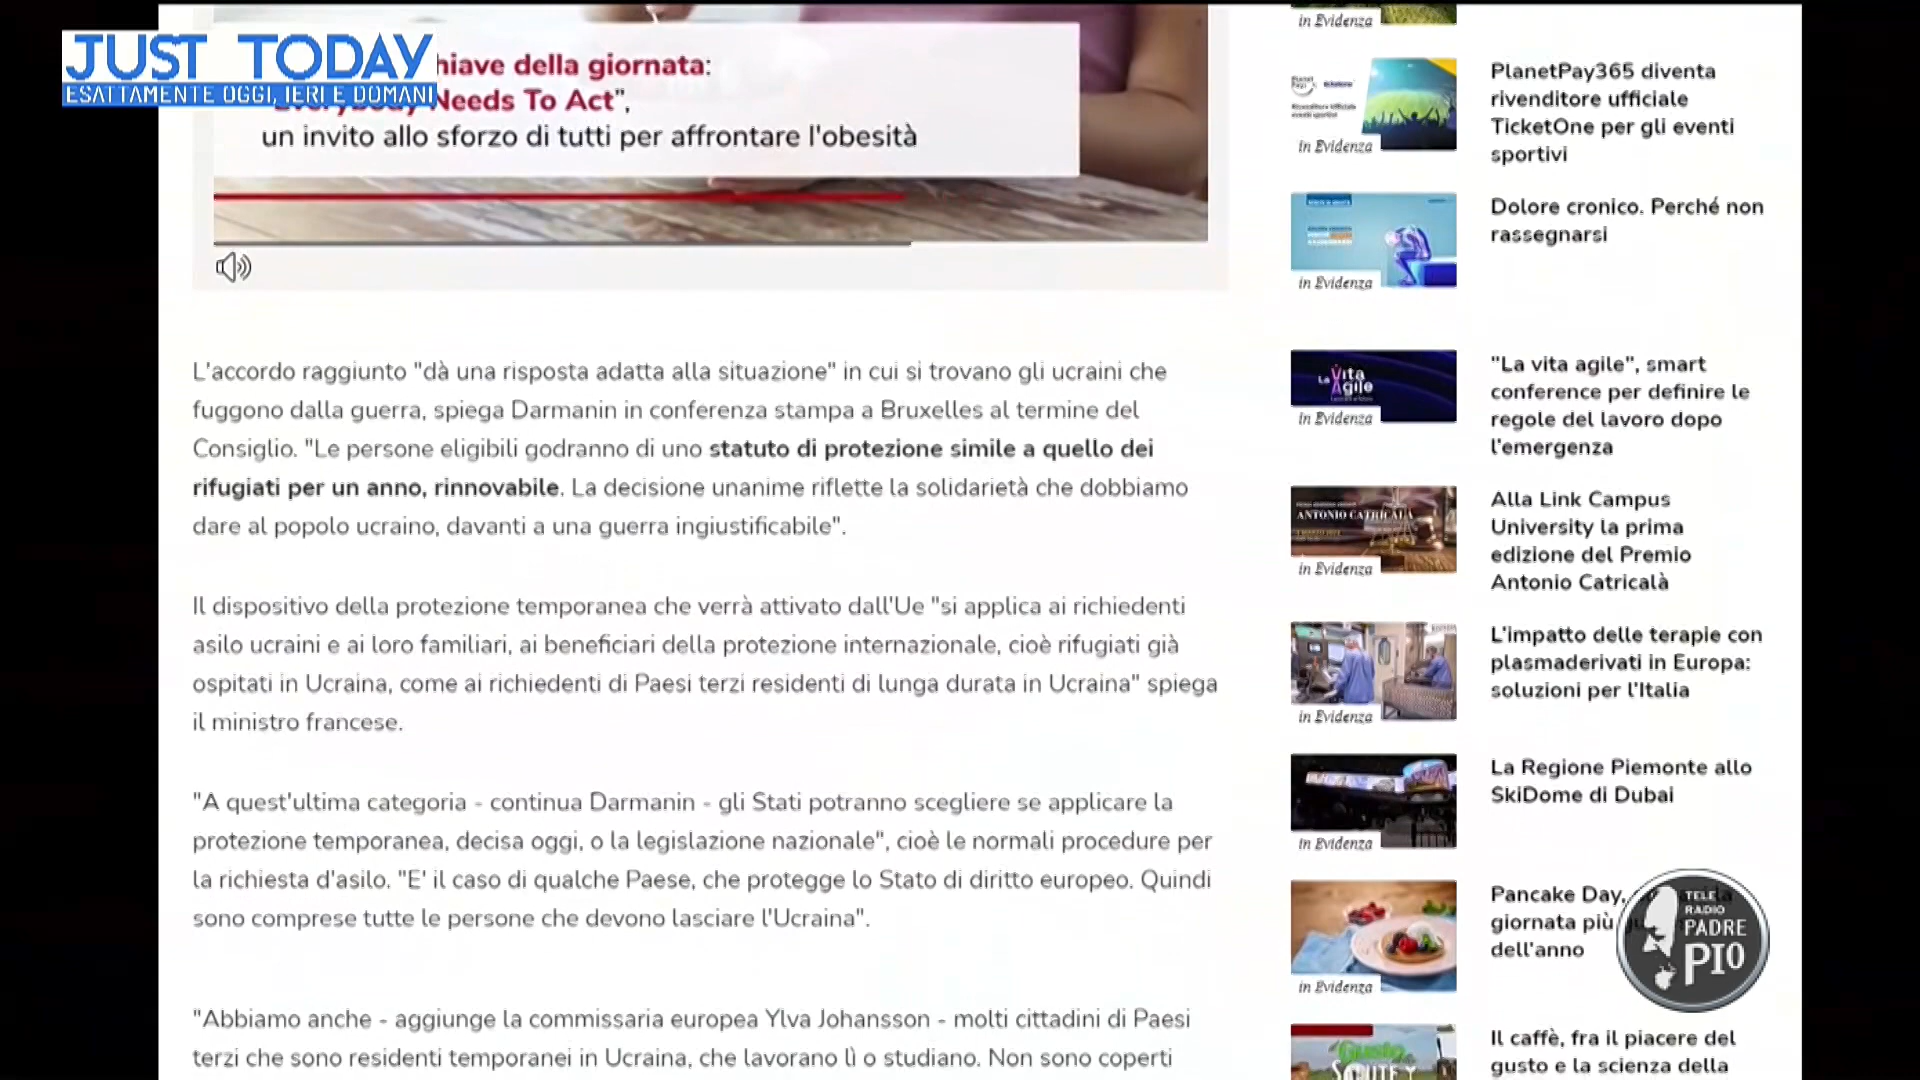 JUST TODAY
ESATTAMENTE OGGI, IERI E DOMANI
hiave della giornata:
Needs To Act",
un invito allo sforzo di tutti per affrontare l'obesità
L'accordo raggiunto "dà una risposta adatta alla situazione" in cui si trovano gli ucraini che
fuggono dalla guerra, spiega Darmanin in conferenza stampa a Bruxelles al termine del
Consiglio. "Le persone eligibili godranno di uno statuto di protezione simile a quello dei
rifugiati per un anno, rinnovabile. La decisione unanime riflette la solidarietà che dobbiamo
dare al popolo ucraino, davanti a una guerra ingiustificabile".
Il dispositivo della protezione temporanea che verrà attivato dall'Ue "si applica ai richiedenti
asilo ucraini e ai loro familiari, ai beneficiari della protezione internazionale, cioè rifugiati già
ospitati in Ucraina, come ai richiedenti di Paesi terzi residenti di lunga durata in Ucraina" spiega
il ministro francese.
"A quest'ultima categoria - continua Darmanin - gli Stati potranno scegliere se applicare la
protezione temporanea, decisa oggi, o la legislazione nazionale", cioè le normali procedure per
la richiesta d'asilo. "E' il caso di qualche Paese, che protegge lo Stato di diritto europeo. Quindi
sono comprese tutte le persone che devono lasciare l'Ucraina".
"Abbiamo anche - aggiunge la commissaria europea Ylva Johansson - molti cittadini di Paesi
terzi che sono residenti temporanei in Ucraina, che lavorano lì o studiano. Non sono coperti
in Evidenza
PlanetPay365 diventa
rivenditore ufficiale
TicketOne per gli eventi
sportivi
in Evidenza
Dolore cronico. Perché non
rassegnarsi
in Evidenza
La Vita
Agile
"La vita agile", smart
conference per definire le
regole del lavoro dopo
l'emergenza
in Evidenza
ANTONIO CATRICALÀ
Alla Link Campus
University la prima
edizione del Premio
Antonio Catricalà
in Evidenza
L'impatto delle terapie con
plasmaderivati in Europa:
soluzioni per l'Italia
in Evidenza
La Regione Piemonte allo
SkiDome di Dubai
in Evidenza
Pancake Day,
giornata più
dell'anno
in Evidenza
TELE
RADIO
PADRE
PIO
Gusto
SALUTE
Il caffè, fra il piacere del
gusto e la scienza della